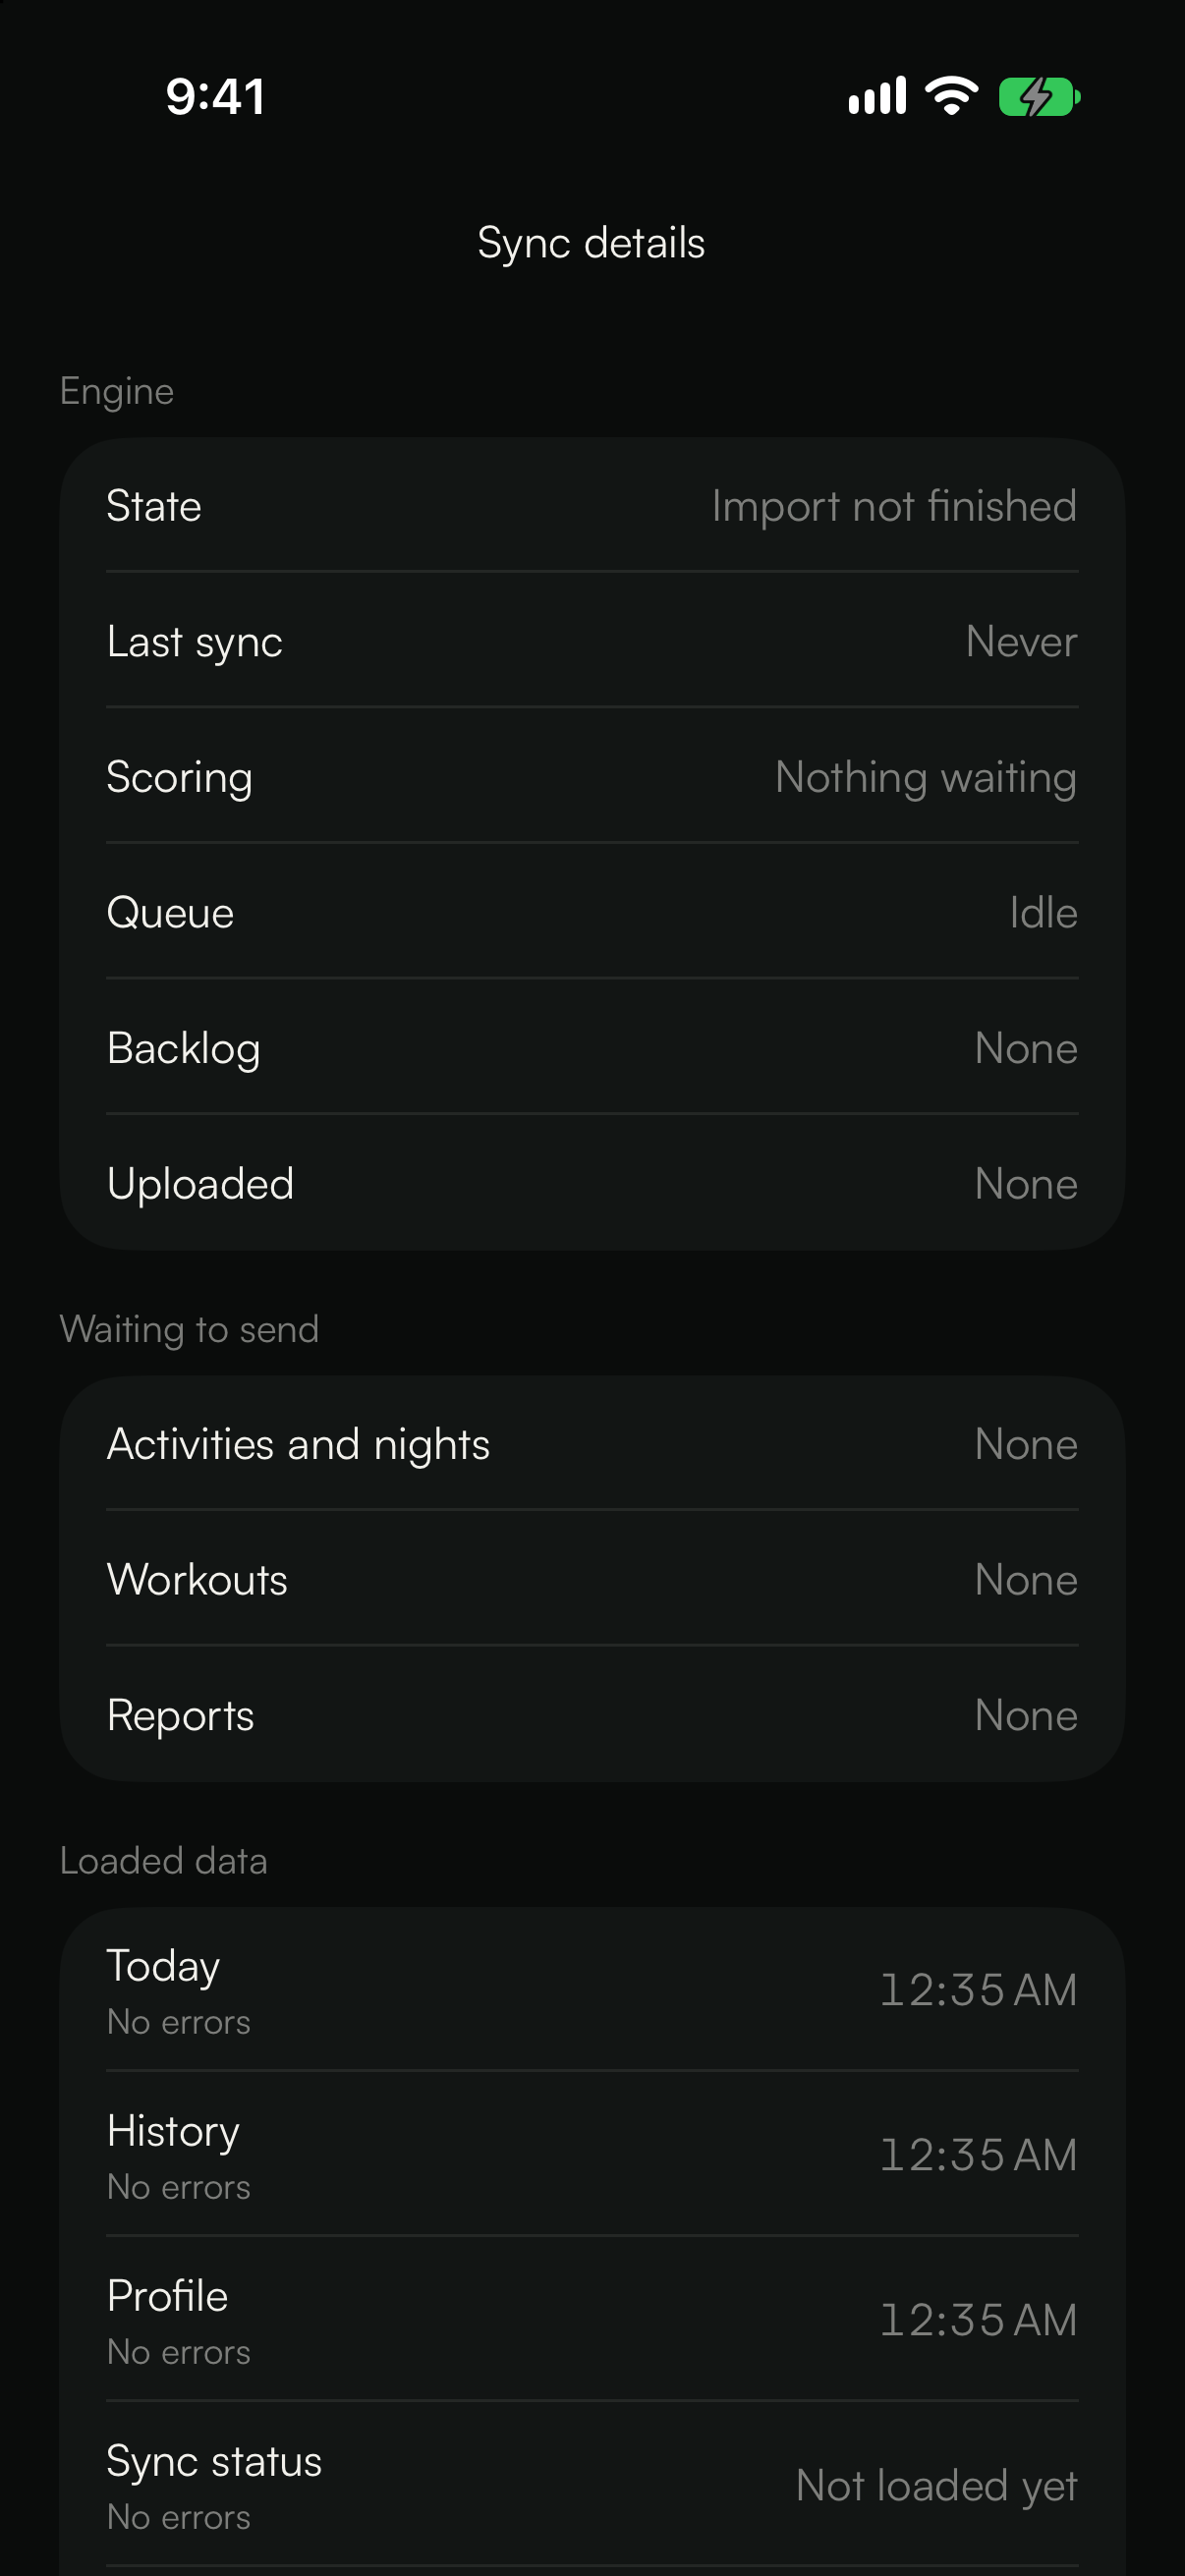 9:41
Sync details
Engine
State Import not finished
Last sync Never
Scoring Nothing waiting
Queue Idle
Backlog None
Uploaded None
Waiting to send
Activities and nights None
Workouts None
Reports None
Loaded data
Today 12:35 AM
No errors
History 12:35 AM
No errors
Profile 12:35 AM
No errors
Sync status Not loaded yet
No errors